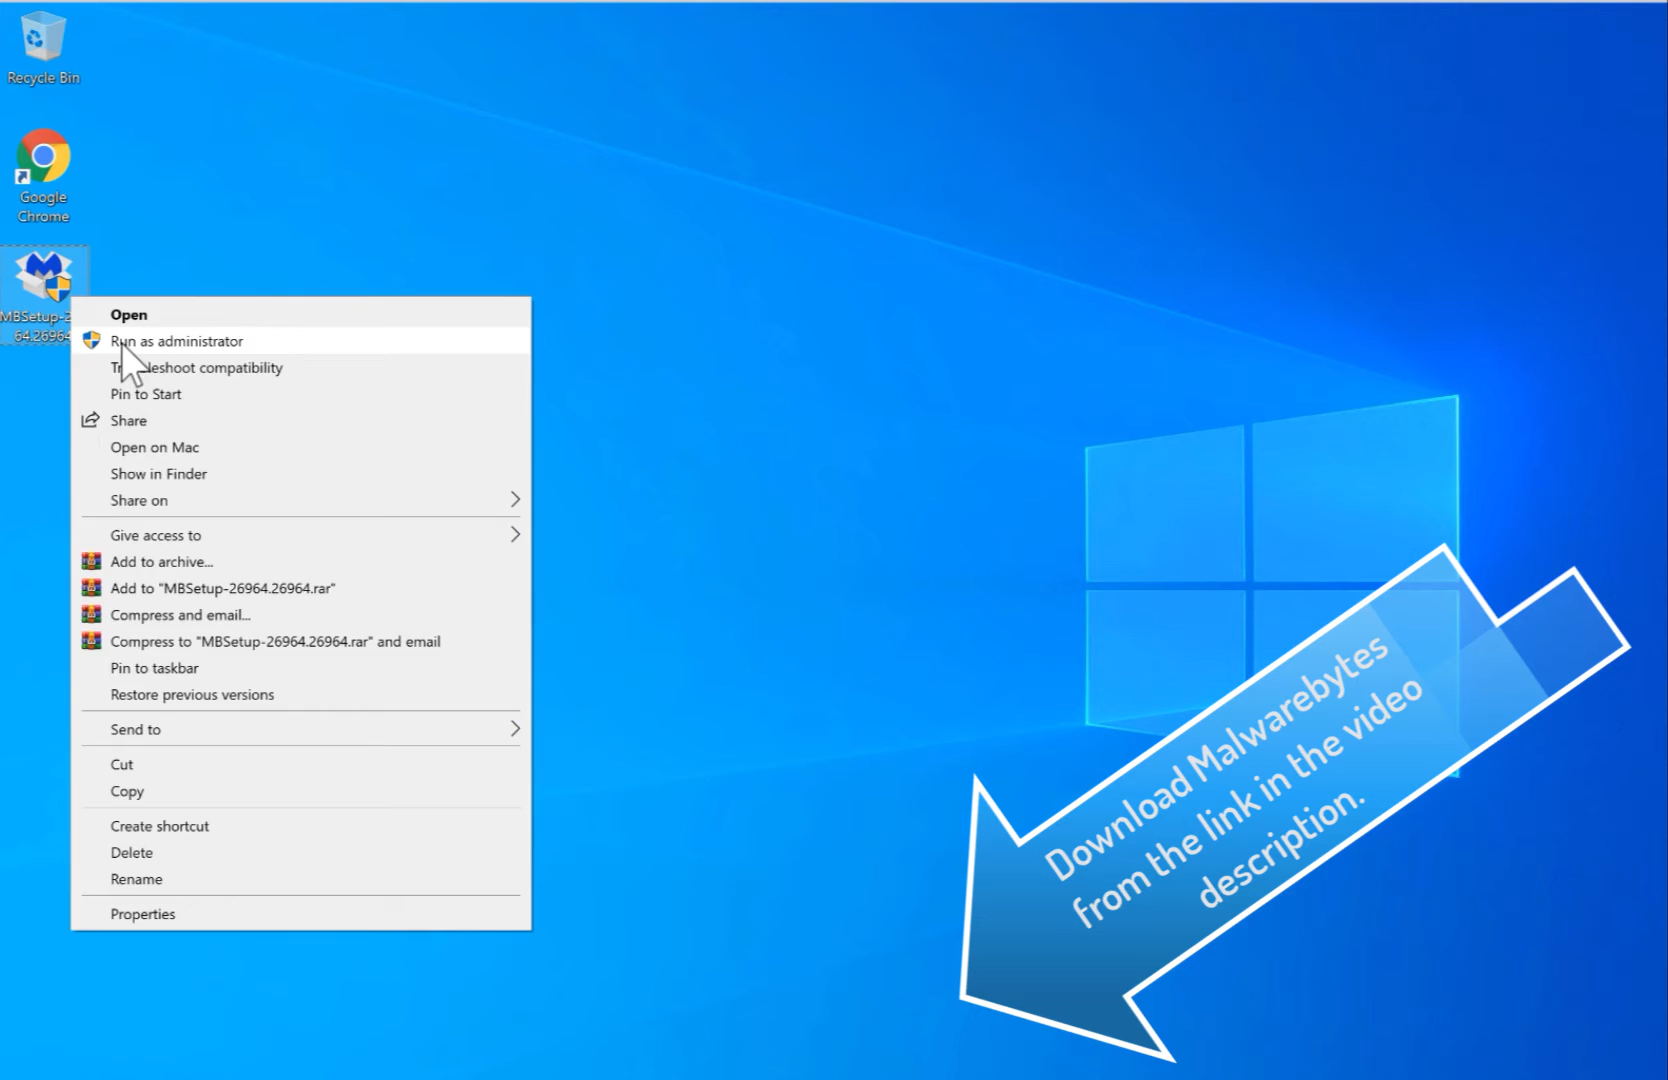 Recycle Bin
Google
Chrome
MBSetup-2
64.26964
Open
Run as administrator
Troubleshoot compatibility
Pin to Start
Share
Open on Mac
Show in Finder
Share on
Give access to
Add to archive...
Add to "MBSetup-26964.26964.rar"
Compress and email...
Compress to "MBSetup-26964.26964.rar" and email
Pin to taskbar
Restore previous versions
Send to
Cut
Copy
Create shortcut
Delete
Rename
Properties
Download Malwarebytes
from the link in the video
description.